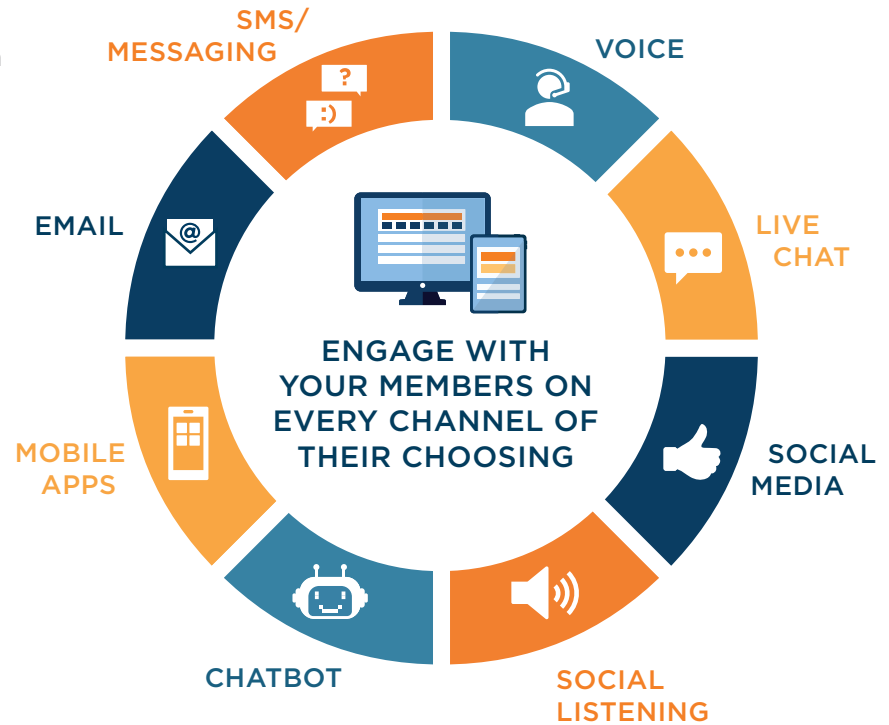 SMS/
MESSAGING
VOICE
?
:)
EMAIL
@
LIVE
CHAT
ENGAGE WITH
YOUR MEMBERS ON
EVERY CHANNEL OF
THEIR CHOOSING
MOBILE
APPS
SOCIAL
MEDIA
CHATBOT
SOCIAL
LISTENING